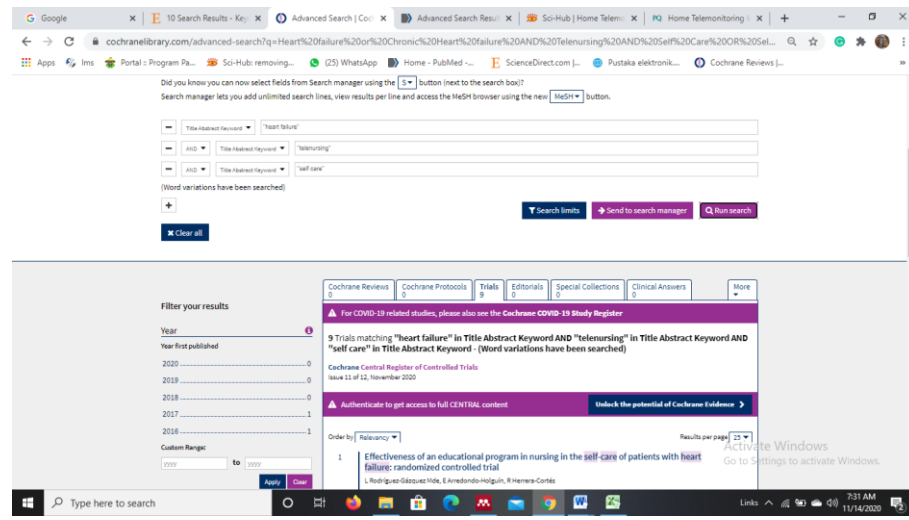 Google
10 Search Results - Key
Advanced Search | Coch
Advanced Search Result
Sci-Hub | Home Telemo
Home Telemonitoring
cochranelibrary.com/advanced-search?q=Heart%20failure%20or%20Chronic%20Heart%20failure%20AND%20Telenursing%20AND%20Self%20Care%20OR%20Sel...
Apps
Ims
Portal :: Program Pa...
Sci-Hub: removing...
(25) WhatsApp
Home - PubMed -...
ScienceDirect.com |...
Pustaka elektronik....
Cochrane Reviews |...
Did you know you can now select fields from Search manager using the S button (next to the search box)?
Search manager lets you add unlimited search lines, view results per line and access the MeSH browser using the new MeSH button.
Title Abstract Keyword "heart failure"
AND Title Abstract Keyword "telenursing"
AND Title Abstract Keyword "self care"
(Word variations have been searched)
+
Search limits Send to search manager Run search
Clear all
Cochrane Reviews 0
Cochrane Protocols 0
Trials 9
Editorials 0
Special Collections 0
Clinical Answers 0
More
Filter your results
Year
Year first published
2020 0
2019 0
2018 0
2017 1
2016 1
Custom Range:
yyyy to yyyy
Apply Clear
For COVID-19 related studies, please also see the Cochrane COVID-19 Study Register
9 Trials matching "heart failure" in Title Abstract Keyword AND "telenursing" in Title Abstract Keyword AND
"self care" in Title Abstract Keyword - (Word variations have been searched)
Cochrane Central Register of Controlled Trials
Issue 11 of 12, November 2020
Authenticate to get access to full CENTRAL content
Unlock the potential of Cochrane Evidence
Order by Relevancy
Results per page 25
1 Effectiveness of an educational program in nursing in the self-care of patients with heart
failure: randomized controlled trial
L Rodríguez-Gázquez Mde, E Arredondo-Holguín, R Herrera-Cortés
Activate Windows
Go to Settings to activate Windows.
Type here to search
Links
7:31 AM
11/14/2020